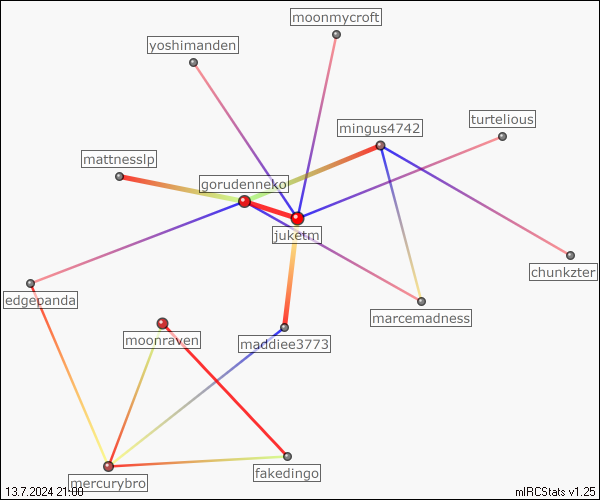 moonmycroft
yoshimanden
turtelious
mingus4742
mattnesslp
gorudenneko
juketm
chunkzter
edgepanda
marcemadness
moonraven
maddiee3773
fakedingo
mercurybro
13.7.2024 21:00
mIRCStats v1.25